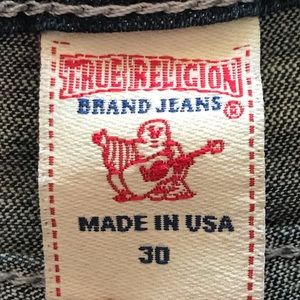 TRUE RELIGION
BRAND JEANS
MADE IN USA
30